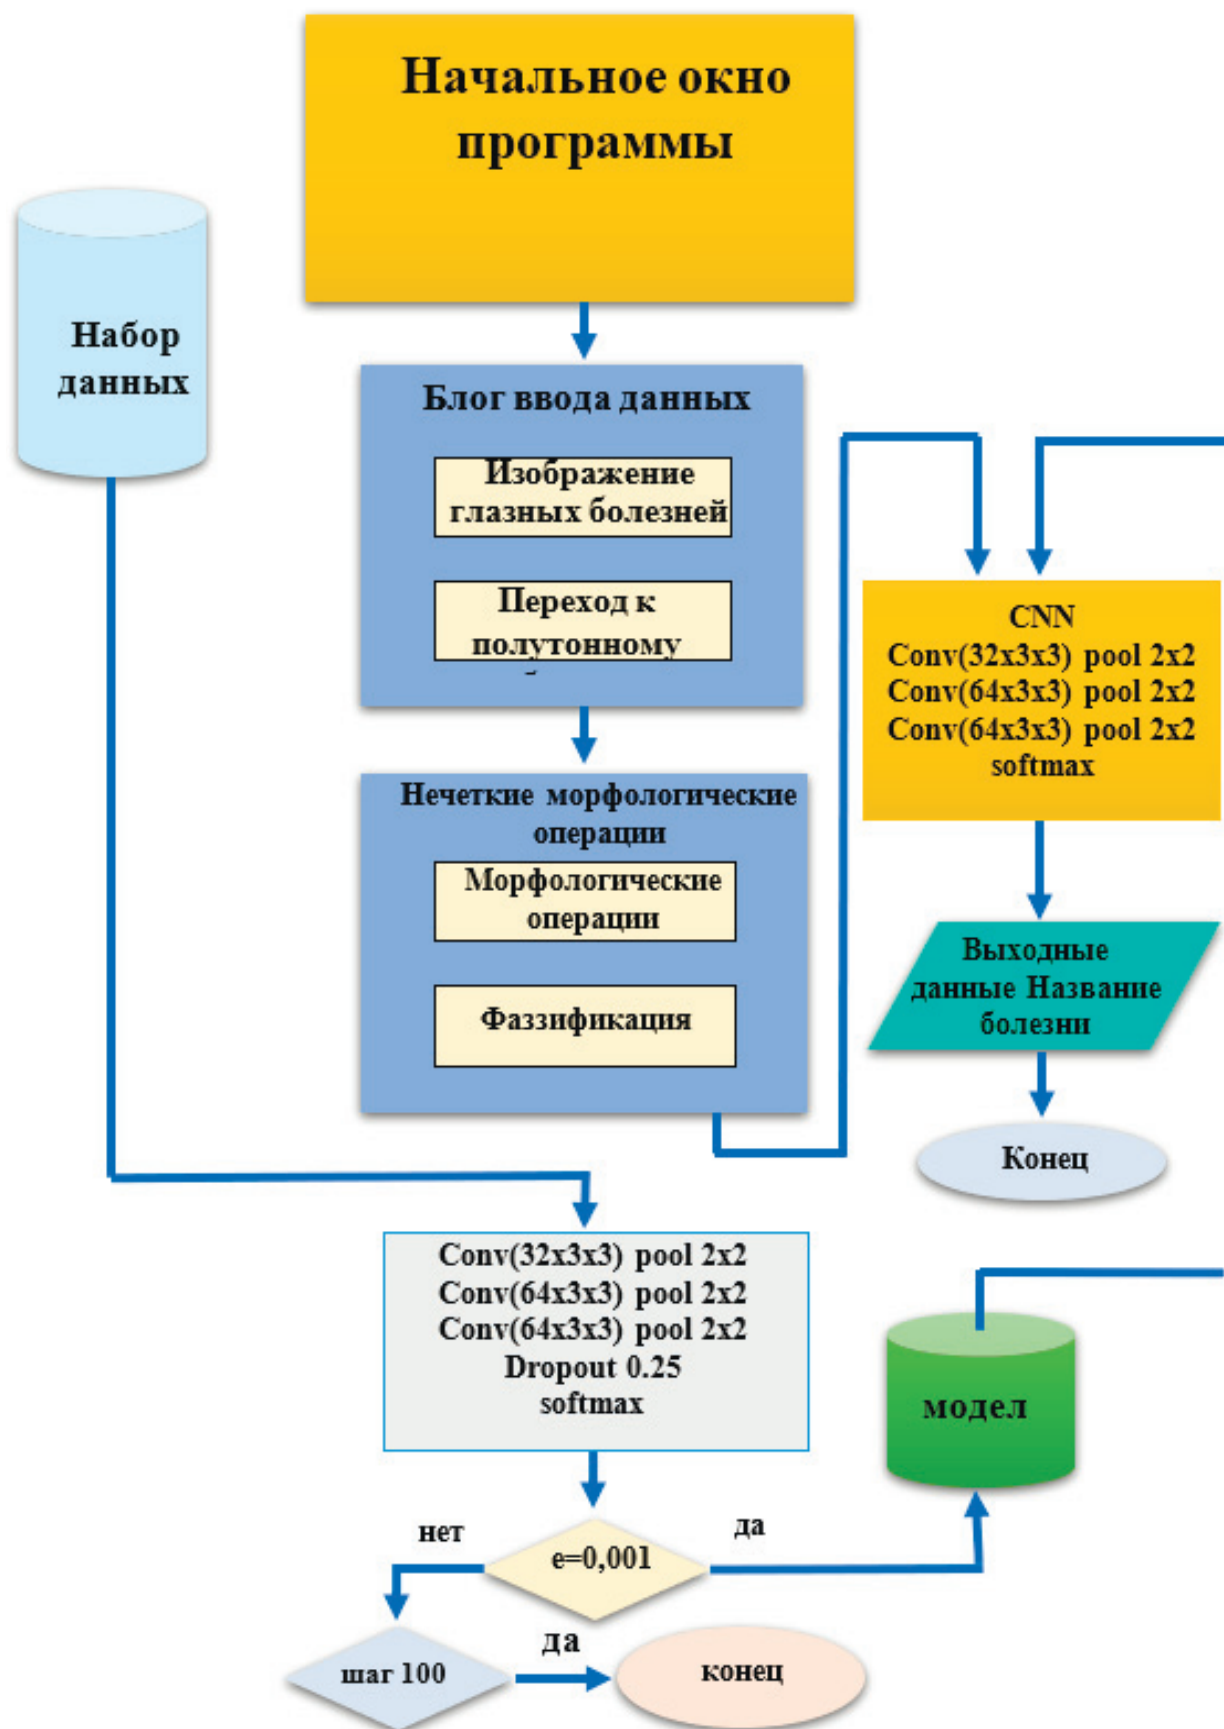 Начальное окно
программы
Набор
данных
Блог ввода данных
Изображение
глазных болезней
Переход к
полутонному
Нечеткие морфологические
операции
Морфологические
операции
Фаззификация
CNN
Conv(32x3x3) pool 2x2
Conv(64x3x3) pool 2x2
Conv(64x3x3) pool 2x2
softmax
Выходные
данные Название
болезни
Конец
Conv(32x3x3) pool 2x2
Conv(64x3x3) pool 2x2
Conv(64x3x3) pool 2x2
Dropout 0.25
softmax
модел
нет
да
e=0,001
да
шаг 100
конец